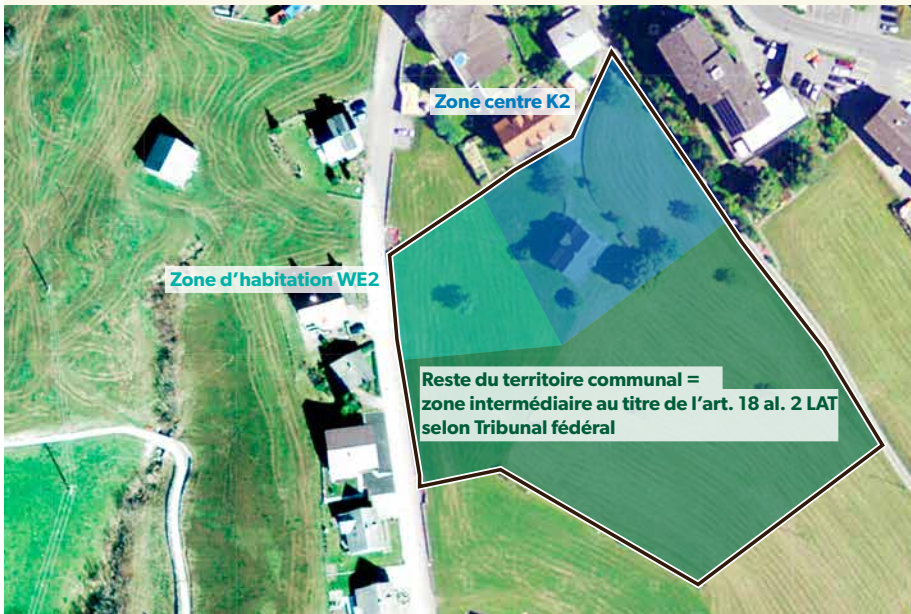 Zone centre K2
Zone d'habitation WE2
Reste du territoire communal =
zone intermédiaire au titre de l'art. 18 al. 2 LAT
selon Tribunal fédéral